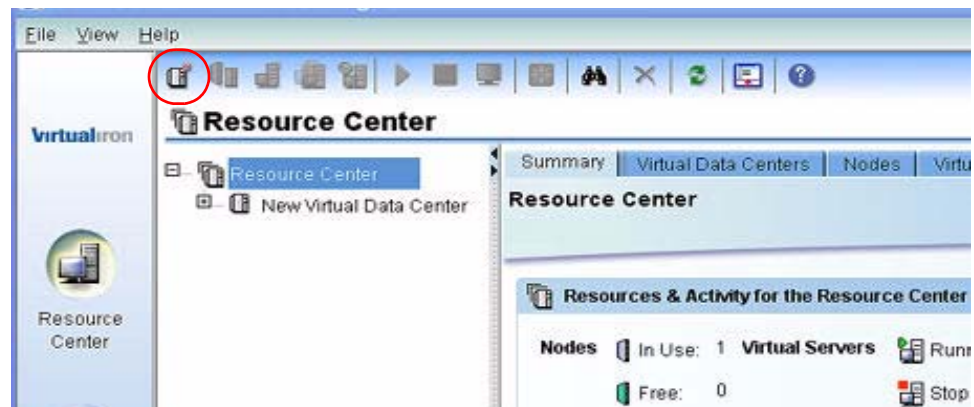 File View Help
Resource Center
Virtualiron
Resource Center
New Virtual Data Center
Summary Virtual Data Centers Nodes
Resource Center
Resources & Activity for the Resource Center
Resource
Center
Nodes In Use: 1 Virtual Servers
Free: 0 Stop